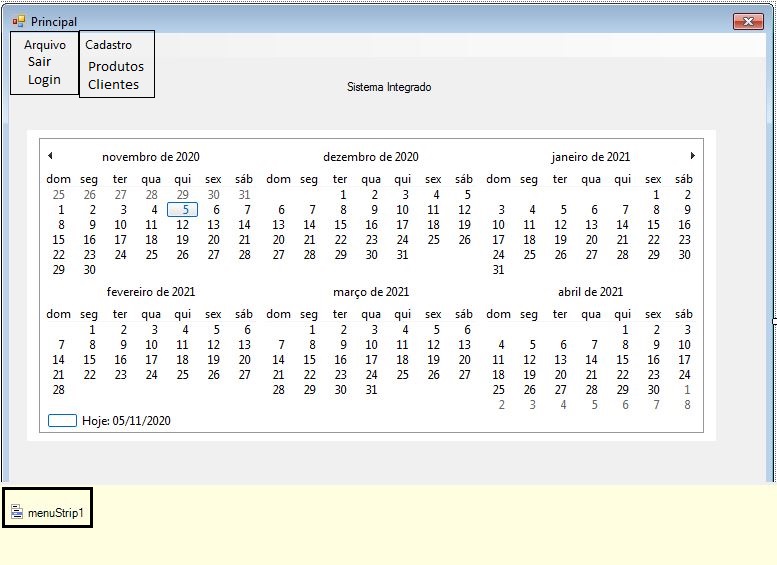 Principal
Arquivo Cadastro
Sair Produtos
Login Clientes
Sistema Integrado
novembro de 2020 dezembro de 2020 janeiro de 2021
dom seg ter qua qui sex sáb dom seg ter qua qui sex sáb dom seg ter qua qui sex sáb
25 26 27 28 29 30 31 1 2 3 4 5 1 2
1 2 3 4 5 6 7 6 7 8 9 10 11 12 3 4 5 6 7 8 9
8 9 10 11 12 13 14 13 14 15 16 17 18 19 10 11 12 13 14 15 16
15 16 17 18 19 20 21 20 21 22 23 24 25 26 17 18 19 20 21 22 23
22 23 24 25 26 27 28 27 28 29 30 31 24 25 26 27 28 29 30
29 30 31
fevereiro de 2021 março de 2021 abril de 2021
dom seg ter qua qui sex sáb dom seg ter qua qui sex sáb dom seg ter qua qui sex sáb
1 2 3 4 5 6 1 2 3 4 5 6 1 2 3
7 8 9 10 11 12 13 7 8 9 10 11 12 13 4 5 6 7 8 9 10
14 15 16 17 18 19 20 14 15 16 17 18 19 20 11 12 13 14 15 16 17
21 22 23 24 25 26 27 21 22 23 24 25 26 27 18 19 20 21 22 23 24
28 28 29 30 31 25 26 27 28 29 30 1
2 3 4 5 6 7 8
Hoje: 05/11/2020
menuStrip1